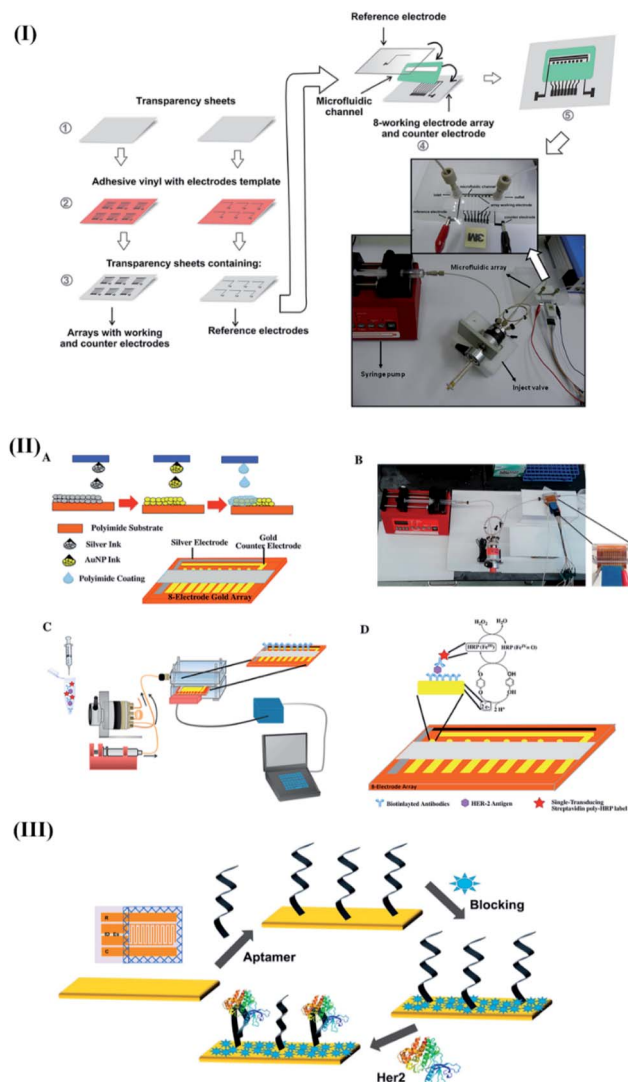 (I)
Transparency sheets
①
Adhesive vinyl with electrodes template
②
Transparency sheets containing:
③
Arrays with working
and counter electrodes
Reference electrodes
Reference electrode
Microfluidic
channel
8-working electrode array
and counter electrode
④
⑤
microfluidic channel
inlet
outlet
array working electrode
reference electrode
counter electrode
3M
Microfluidic array
Syringe pump
Inject valve
(II)
A
Polyimide Substrate
Silver Ink
AuNP Ink
Polyimide Coating
Silver Electrode
Gold
Counter Electrode
8-Electrode Gold Array
B
C
D
H₂O₂
H₂O
HRP (Feᴵᴵᴵ)
HRP (Feᴵⱽ= O)
O
OH
O
OH
2 H⁺
8-Electrode Array
Biotinlayted Antibodies
HER-2 Antigen
Single-Transducing
Streptavidin poly-HRP label
(III)
R
C
Aptamer
Blocking
Her2